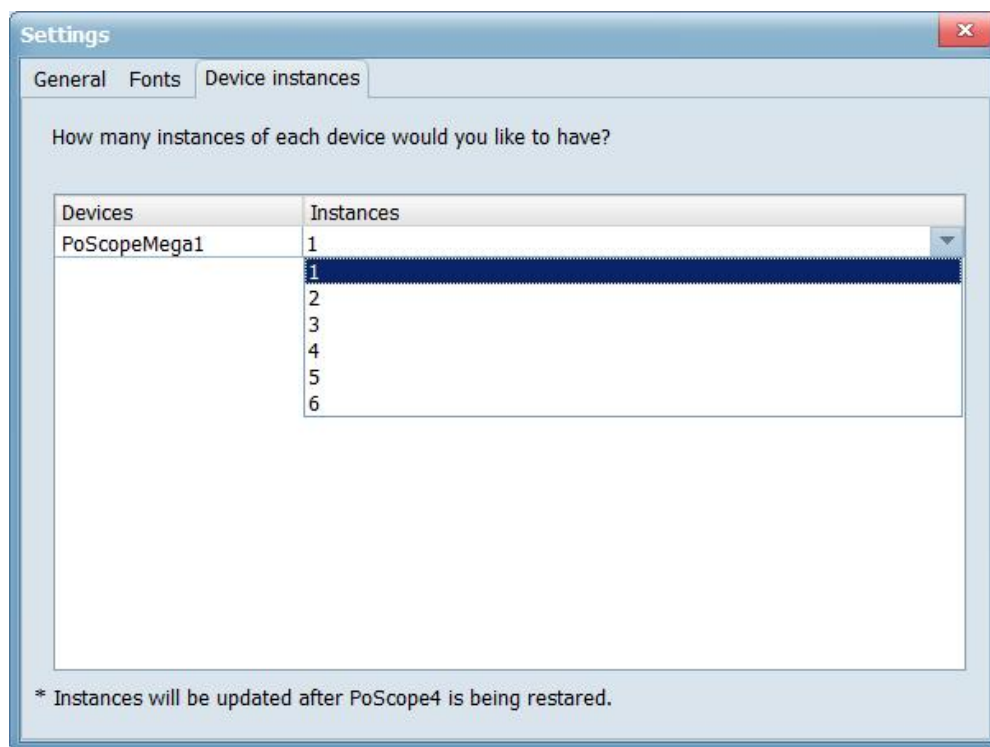 Settings
General Fonts Device instances
How many instances of each device would you like to have?
Devices Instances
PoScopeMega1 1
1
2
3
4
5
6
* Instances will be updated after PoScope4 is being restared.